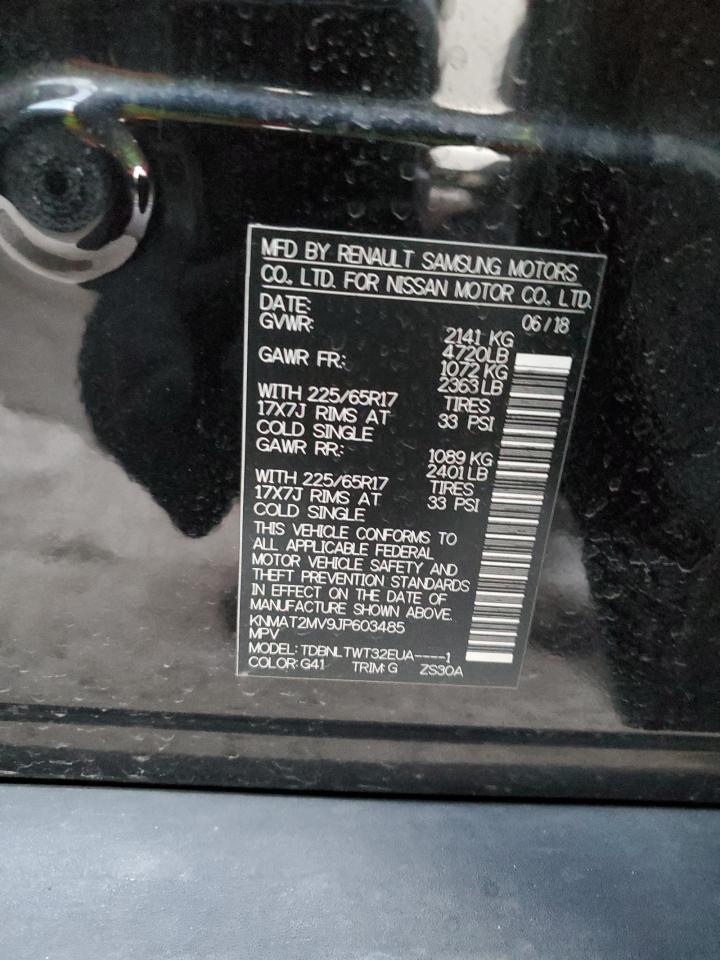 MFD BY RENAULT SAMSUNG MOTORS
CO., LTD. FOR NISSAN MOTOR CO., LTD.
DATE: 06/18
GVWR: 2141 KG
4720LB
GAWR FR: 1072 KG
2363 LB
WITH 225/65R17 TIRES
17X7J RIMS AT 33 PSI
COLD SINGLE
GAWR RR: 1089 KG
2401 LB
WITH 225/65R17 TIRES
17X7J RIMS AT 33 PSI
COLD SINGLE
THIS VEHICLE CONFORMS TO
ALL APPLICABLE FEDERAL
MOTOR VEHICLE SAFETY AND
THEFT PREVENTION STANDARDS
IN EFFECT ON THE DATE OF
MANUFACTURE SHOWN ABOVE.
KNMAT2MV9JP603485
MPV
MODEL: TDBNLTWT32EUA----1
COLOR: G41 TRIM: G ZS30A